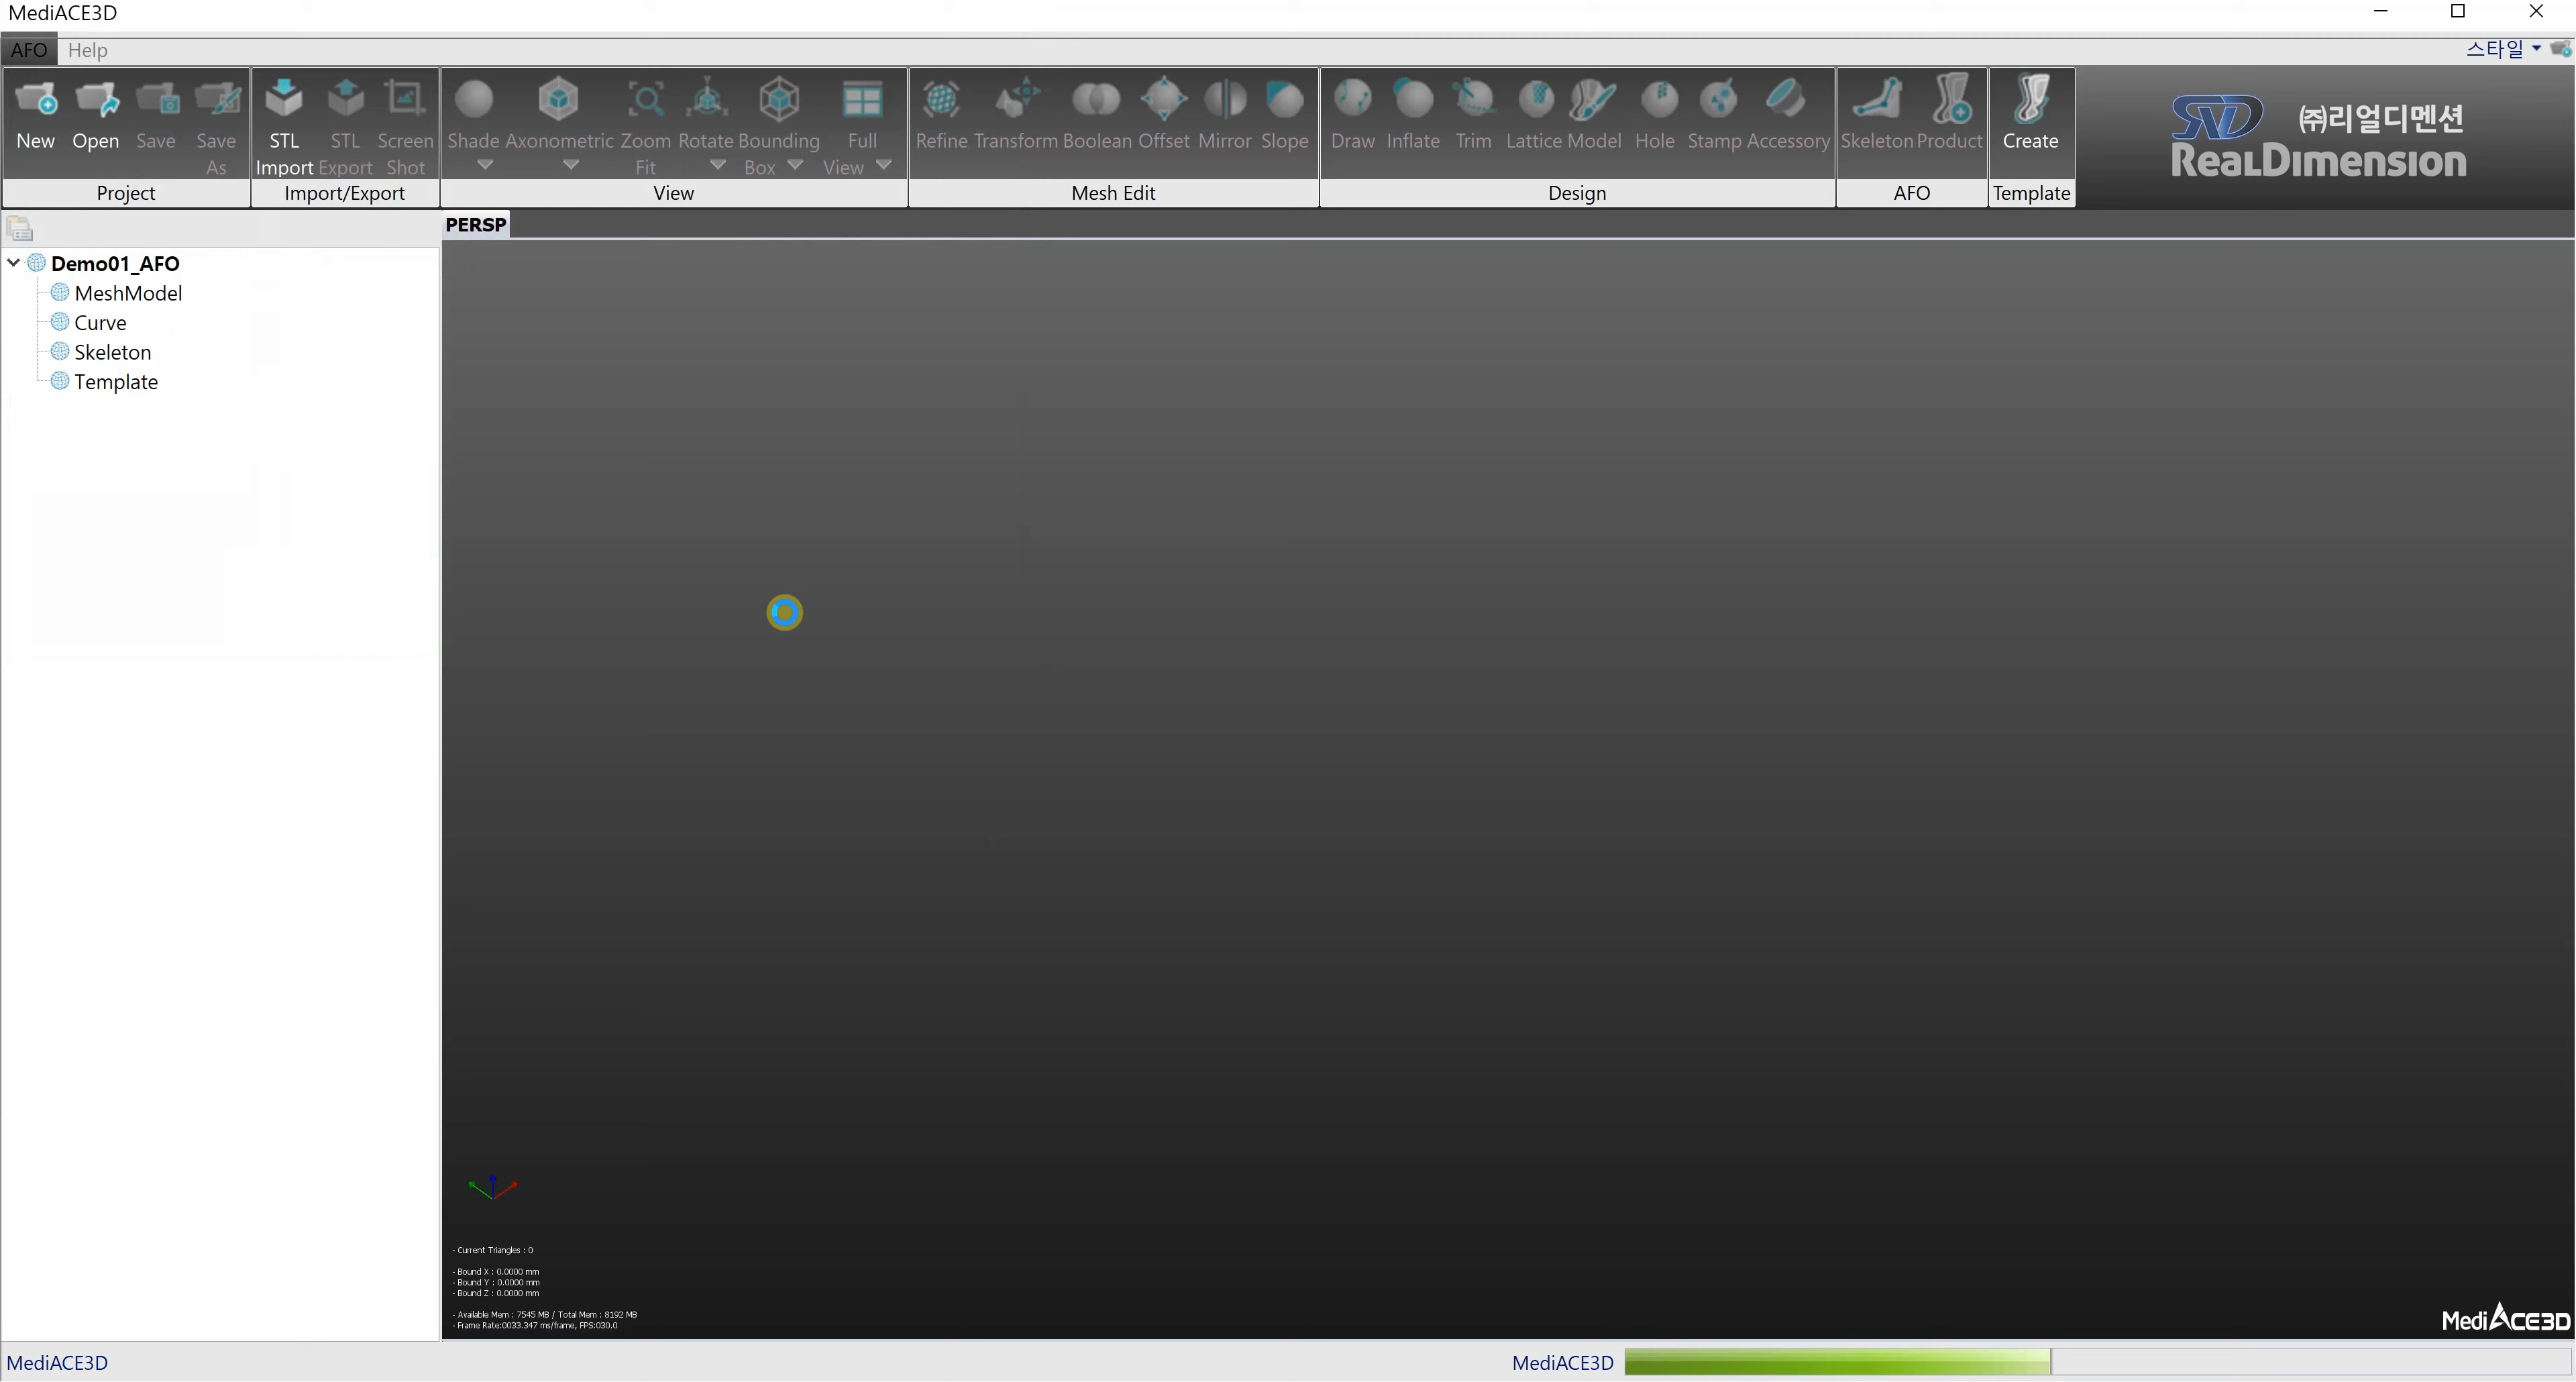 MediACE3D
AFO Help
스타일
New Open Save Save As
STL Import STL Export Screen Shot
Shade Axonometric Zoom Fit Rotate Bounding Box Full View
Refine Transform Boolean Offset Mirror Slope
Draw Inflate Trim Lattice Model Hole Stamp Accessory
Skeleton Product
Create
Project Import/Export View Mesh Edit Design AFO Template
㈜리얼디멘션
RealDimension
PERSP
Demo01_AFO
MeshModel
Curve
Skeleton
Template
- Current Triangles : 0
- Bound X : 0.0000 mm
- Bound Y : 0.0000 mm
- Bound Z : 0.0000 mm
- Available Mem : 7545 MB / Total Mem : 8192 MB
- Frame Rate:0033.347 ms/frame, FPS:030.0
MediACE3D
MediACE3D
MediACE3D